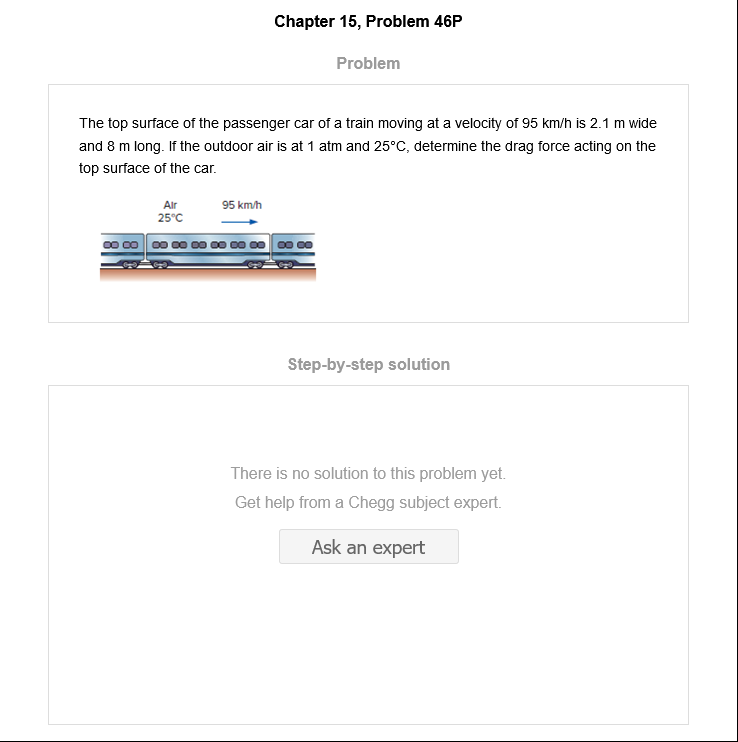 Chapter 15, Problem 46P
Problem
The top surface of the passenger car of a train moving at a velocity of 95 km/h is 2.1 m wide
and 8 m long. If the outdoor air is at 1 atm and 25°C, determine the drag force acting on the
top surface of the car.
Air 95 km/h
25°C
Step-by-step solution
There is no solution to this problem yet.
Get help from a Chegg subject expert.
Ask an expert